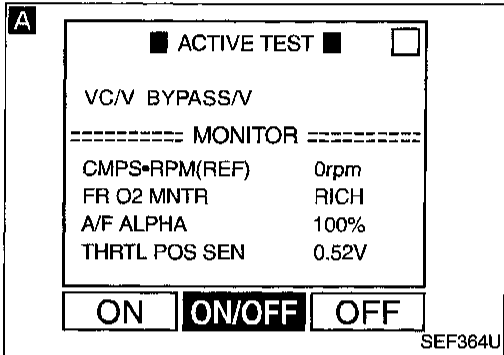 A
■ ACTIVE TEST ■ □
VC/V BYPASS/V
========= MONITOR =========
CMPS•RPM(REF) 0rpm
FR O2 MNTR RICH
A/F ALPHA 100%
THRTL POS SEN 0.52V
ON ON/OFF OFF
SEF364U